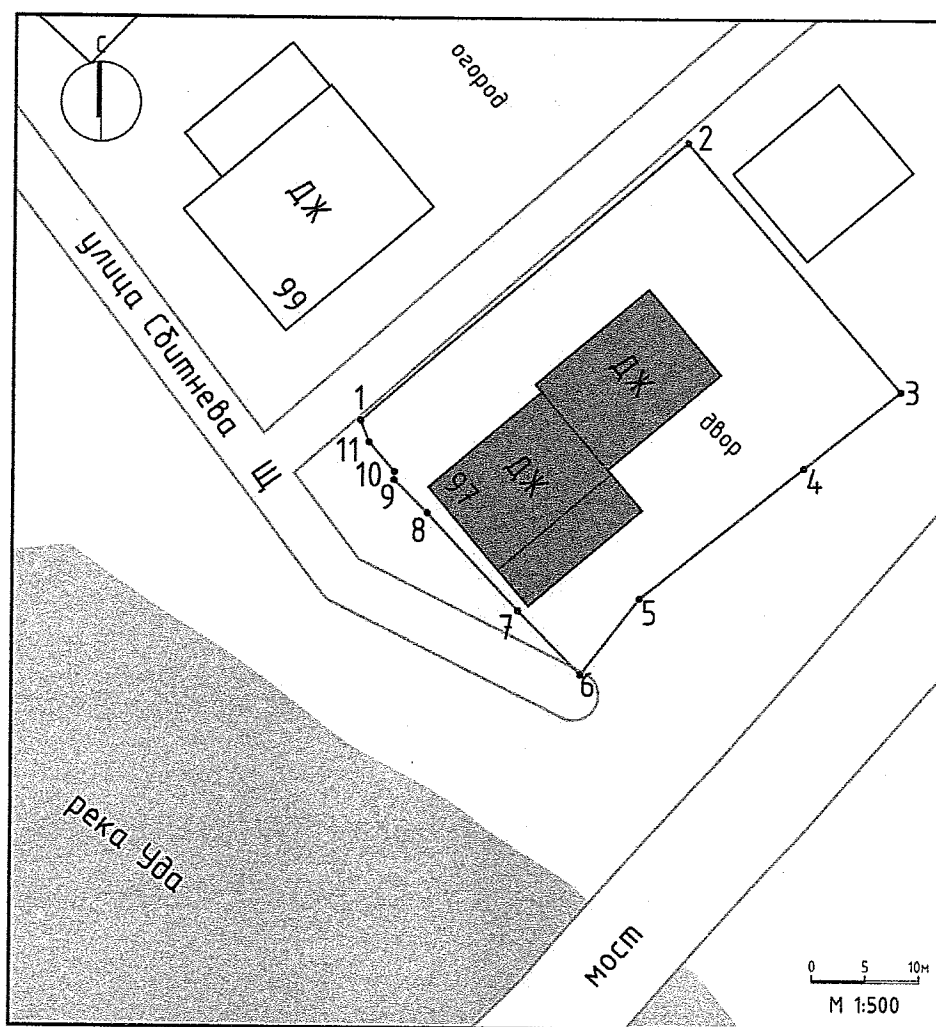 С
огород
2
ДЖ
99
улица Сбитнева
ДЖ
3
1
двор
11
4
10
Щ
97
ДЖ
9
8
5
7
6
река Уда
мост
0 5 10м
М 1:500